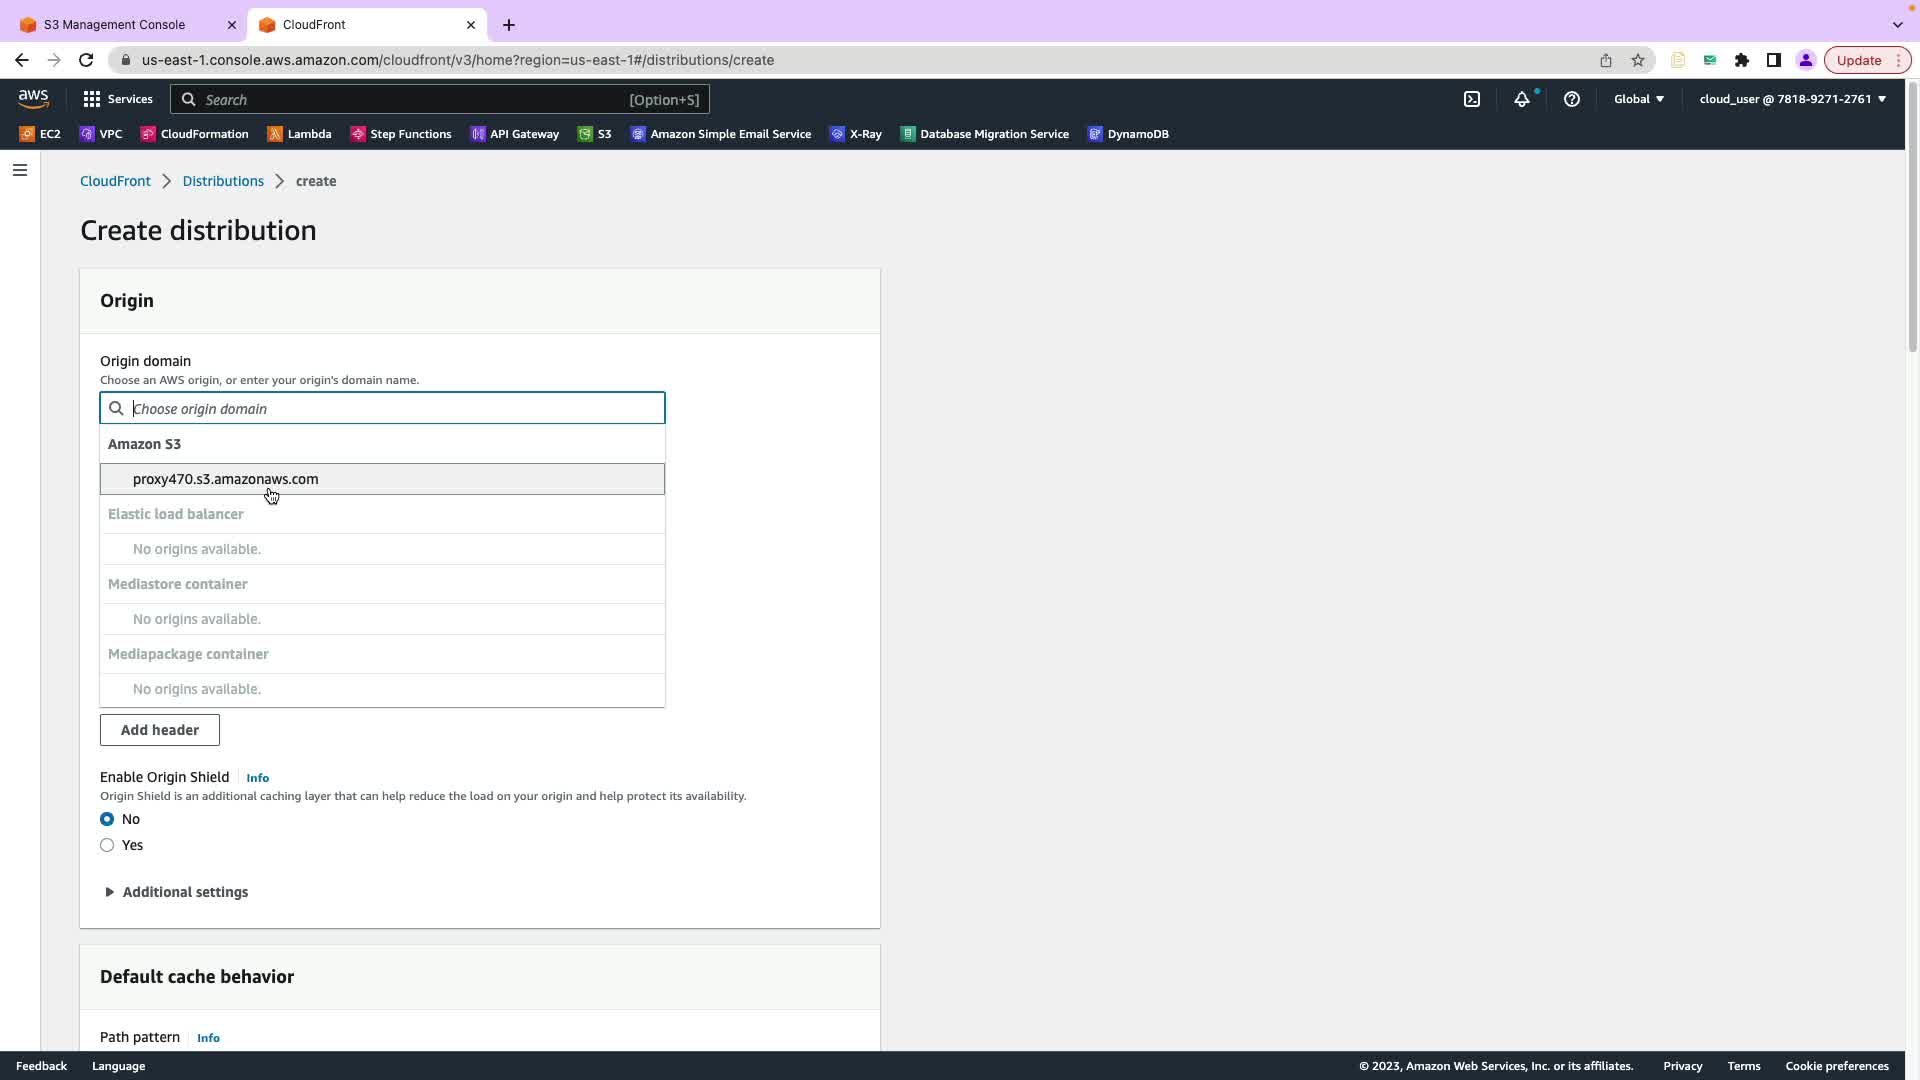 S3 Management Console
CloudFront
us-east-1.console.aws.amazon.com/cloudfront/v3/home?region=us-east-1#/distributions/create
Update
aws
Services
Search
[Option+S]
Global
cloud_user @ 7818-9271-2761
EC2
VPC
CloudFormation
Lambda
Step Functions
API Gateway
S3
Amazon Simple Email Service
X-Ray
Database Migration Service
DynamoDB
CloudFront
Distributions
create
Create distribution
Origin
Origin domain
Choose an AWS origin, or enter your origin's domain name.
Choose origin domain
Amazon S3
proxy470.s3.amazonaws.com
Elastic load balancer
No origins available.
Mediastore container
No origins available.
Mediapackage container
No origins available.
Add header
Enable Origin Shield
Info
Origin Shield is an additional caching layer that can help reduce the load on your origin and help protect its availability.
No
Yes
Additional settings
Default cache behavior
Path pattern
Info
Feedback
Language
© 2023, Amazon Web Services, Inc. or its affiliates.
Privacy
Terms
Cookie preferences